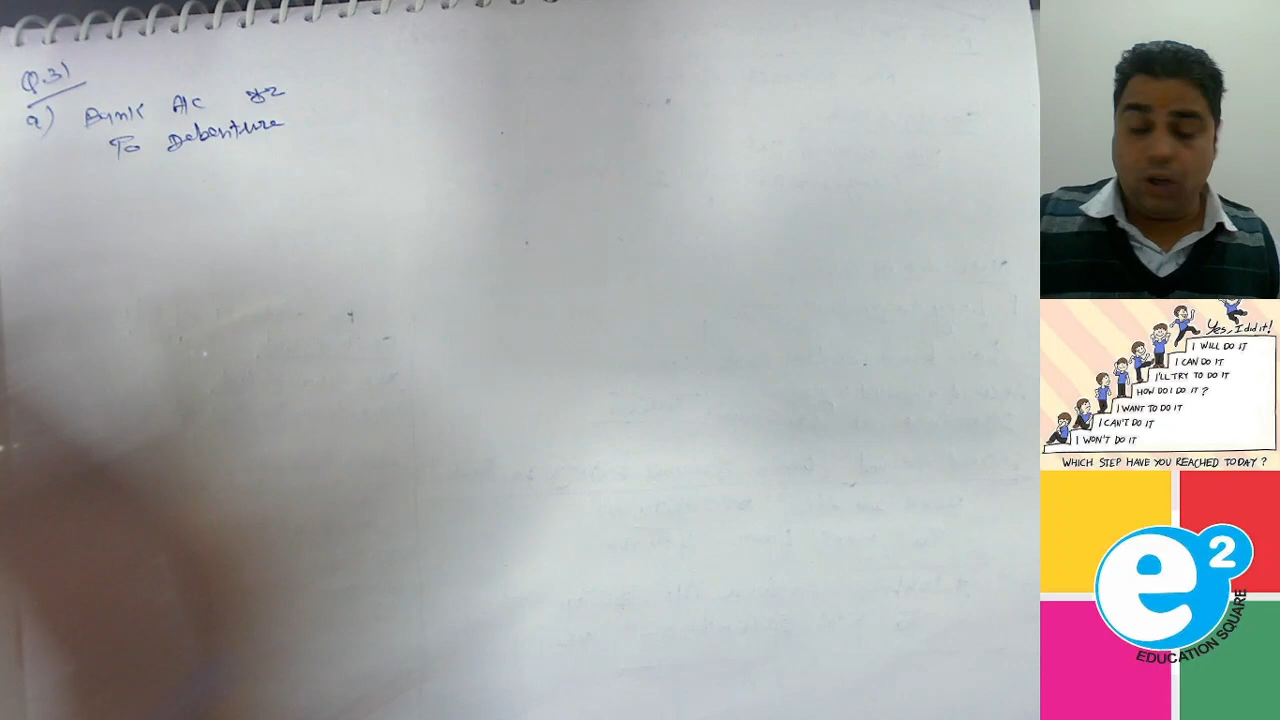 Q.31
a) Bank A/c Dr
To Debenture
Yes, I did it!
I WILL DO IT
I CAN DO IT
I'LL TRY TO DO IT
HOW DO I DO IT?
I WANT TO DO IT
I CAN'T DO IT
I WON'T DO IT
WHICH STEP HAVE YOU REACHED TODAY?
e2
EDUCATION SQUARE